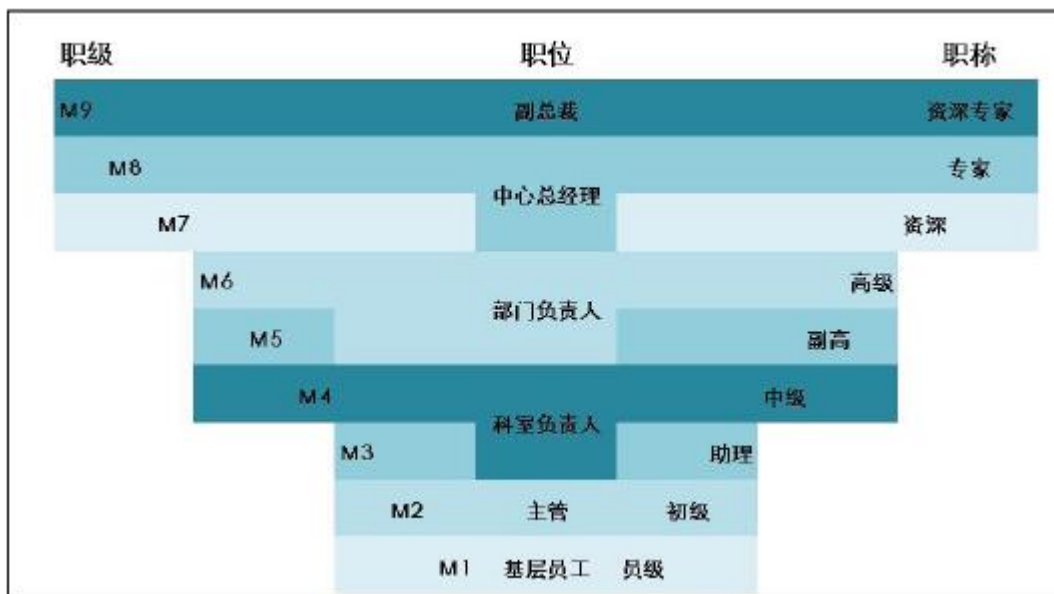 职级 职位 职称
M9 副总裁 资深专家
M8 专家
中心总经理
M7 资深
M6 高级
部门负责人
M5 副高
M4 中级
科室负责人
M3 助理
M2 主管 初级
M1 基层员工 员级